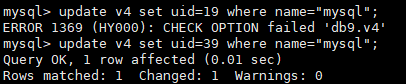 mysql> update v4 set uid=19 where name="mysql";
ERROR 1369 (HY000): CHECK OPTION failed 'db9.v4'
mysql> update v4 set uid=39 where name="mysql";
Query OK, 1 row affected (0.01 sec)
Rows matched: 1  Changed: 1  Warnings: 0